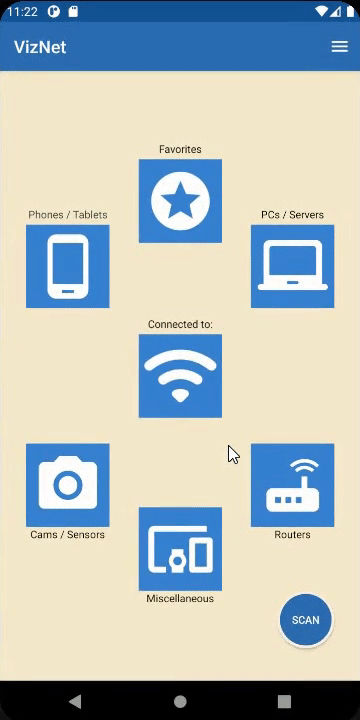 11:22
VizNet
Favorites
Phones / Tablets
PCs / Servers
Connected to:
Cams / Sensors
Routers
Miscellaneous
SCAN